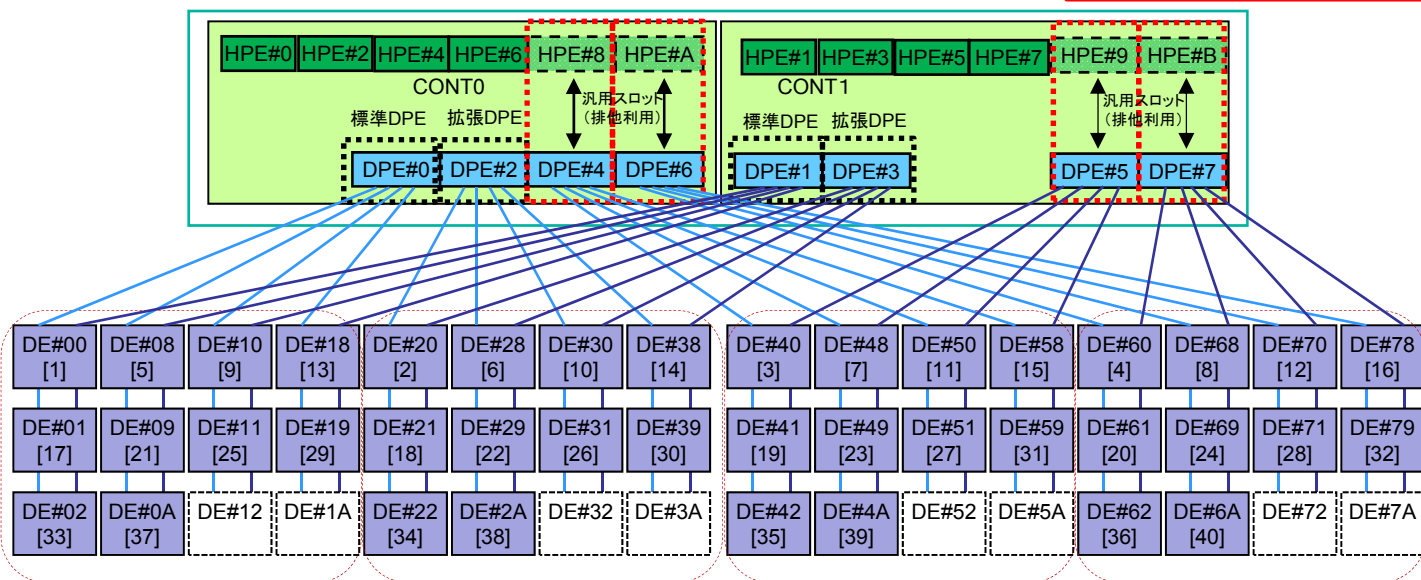 HPE#0 HPE#2 HPE#4 HPE#6 HPE#8 HPE#A HPE#1 HPE#3 HPE#5 HPE#7 HPE#9 HPE#B
CONT0 CONT1
汎用スロット 汎用スロット
(排他利用) (排他利用)
標準DPE 拡張DPE 標準DPE 拡張DPE
DPE#0 DPE#2 DPE#4 DPE#6 DPE#1 DPE#3 DPE#5 DPE#7
DE#00 DE#08 DE#10 DE#18 DE#20 DE#28 DE#30 DE#38 DE#40 DE#48 DE#50 DE#58 DE#60 DE#68 DE#70 DE#78
[1] [5] [9] [13] [2] [6] [10] [14] [3] [7] [11] [15] [4] [8] [12] [16]
DE#01 DE#09 DE#11 DE#19 DE#21 DE#29 DE#31 DE#39 DE#41 DE#49 DE#51 DE#59 DE#61 DE#69 DE#71 DE#79
[17] [21] [25] [29] [18] [22] [26] [30] [19] [23] [27] [31] [20] [24] [28] [32]
DE#02 DE#0A DE#12 DE#1A DE#22 DE#2A DE#32 DE#3A DE#42 DE#4A DE#52 DE#5A DE#62 DE#6A DE#72 DE#7A
[33] [37] [34] [38] [35] [39] [36] [40]